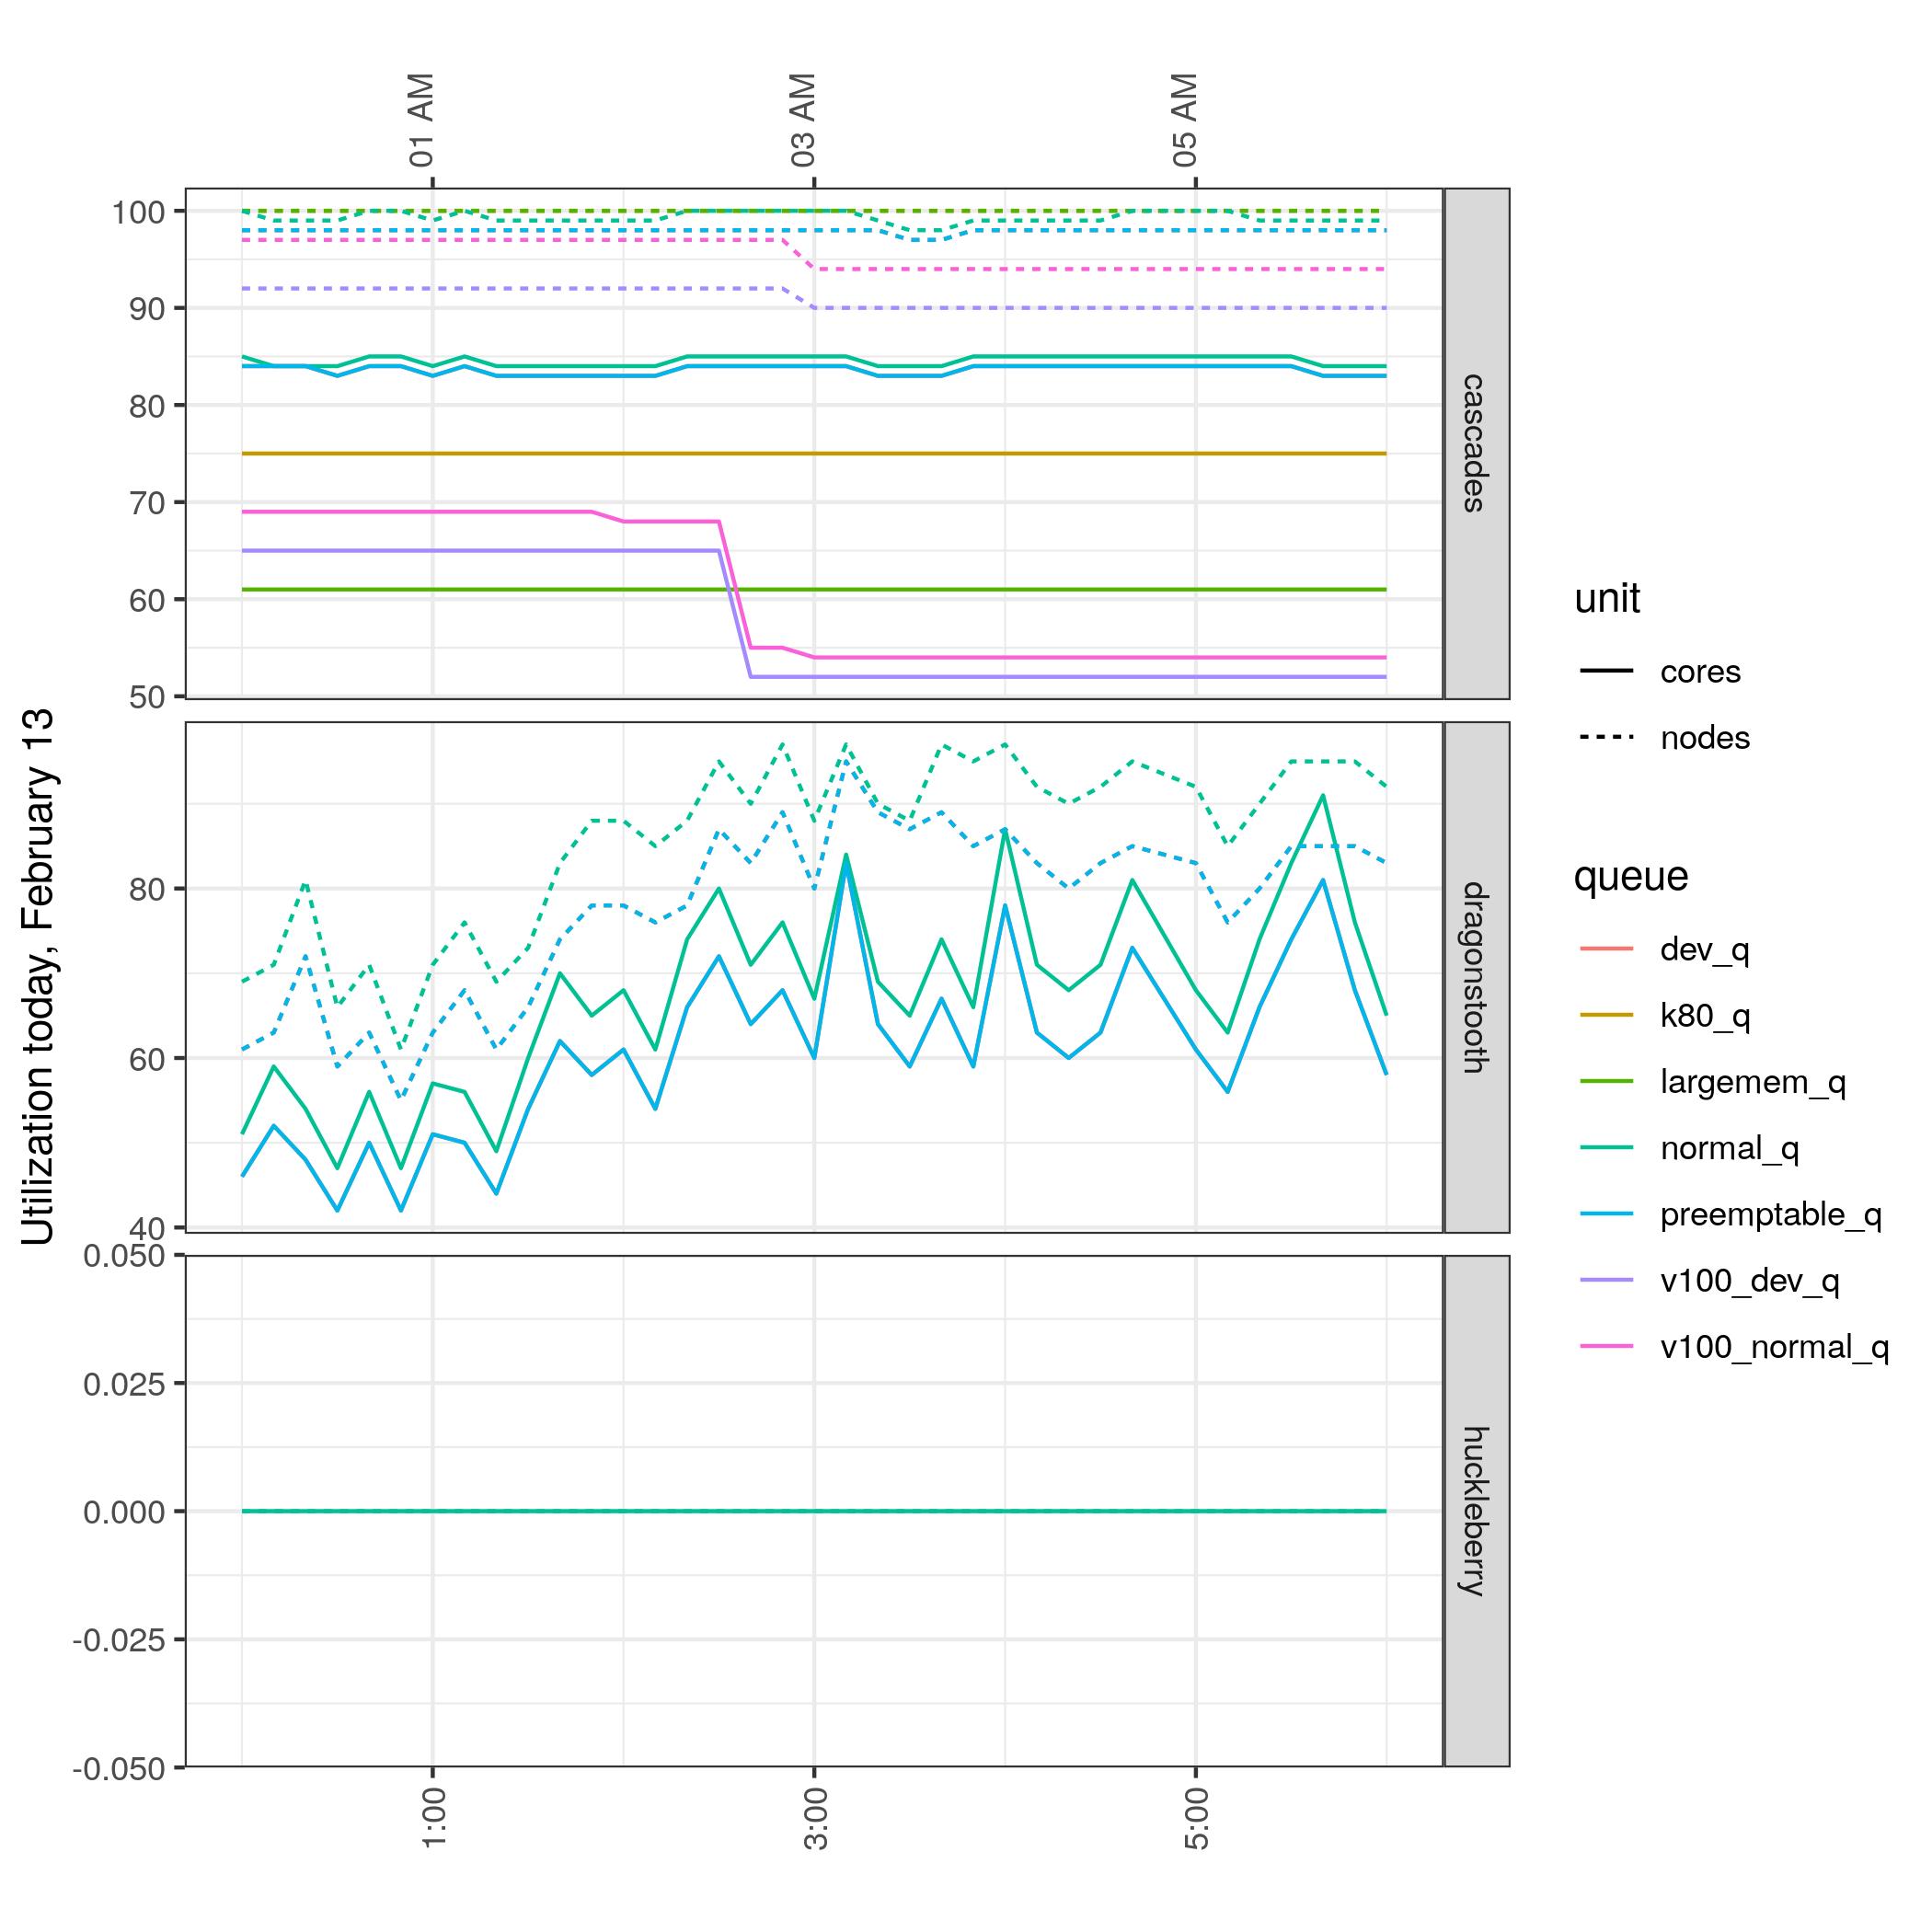 01 AM
03 AM
05 AM
Utilization today, February 13
100
90
80
70
60
50
cascades
80
60
40
dragonstooth
0.050
0.025
0.000
-0.025
-0.050
huckleberry
1:00
3:00
5:00
unit
cores
nodes
queue
dev_q
k80_q
largemem_q
normal_q
preemptable_q
v100_dev_q
v100_normal_q